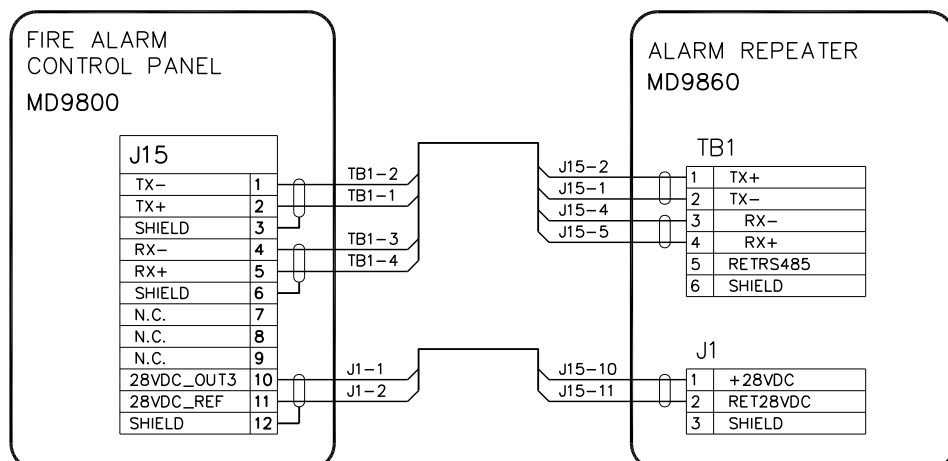 FIRE ALARM
CONTROL PANEL
MD9800
J15
TX- 1
TX+ 2
SHIELD 3
RX- 4
RX+ 5
SHIELD 6
N.C. 7
N.C. 8
N.C. 9
28VDC_OUT3 10
28VDC_REF 11
SHIELD 12
TB1-2
TB1-1
TB1-3
TB1-4
J1-1
J1-2
J15-2
J15-1
J15-4
J15-5
J15-10
J15-11
ALARM REPEATER
MD9860
TB1
1 TX+
2 TX-
3 RX-
4 RX+
5 RETRS485
6 SHIELD
J1
1 +28VDC
2 RET28VDC
3 SHIELD